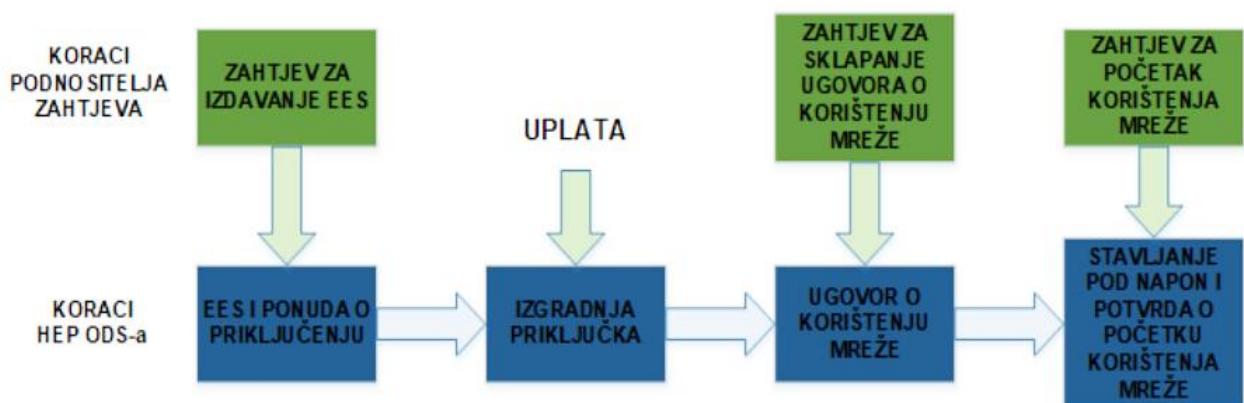 KORACI
PODNOSITELJA
ZAHTJEVA
ZAHTJEV ZA
IZDAVANJE EES
UPLATA
ZAHTJEV ZA
SKLAPANJE
UGOVORA O
KORIŠTENJU
MREŽE
ZAHTJEV ZA
POČETAK
KORIŠTENJA
MREŽE
KORACI
HEP ODS-a
EES I PONUDA O
PRIKLJUČENJU
IZGRADNJA
PRIKLJUČKA
UGOVOR O
KORIŠTENJU
MREŽE
STAVLJANJE
POD NAPON I
POTVRDA O
POČETKU
KORIŠTENJA
MREŽE